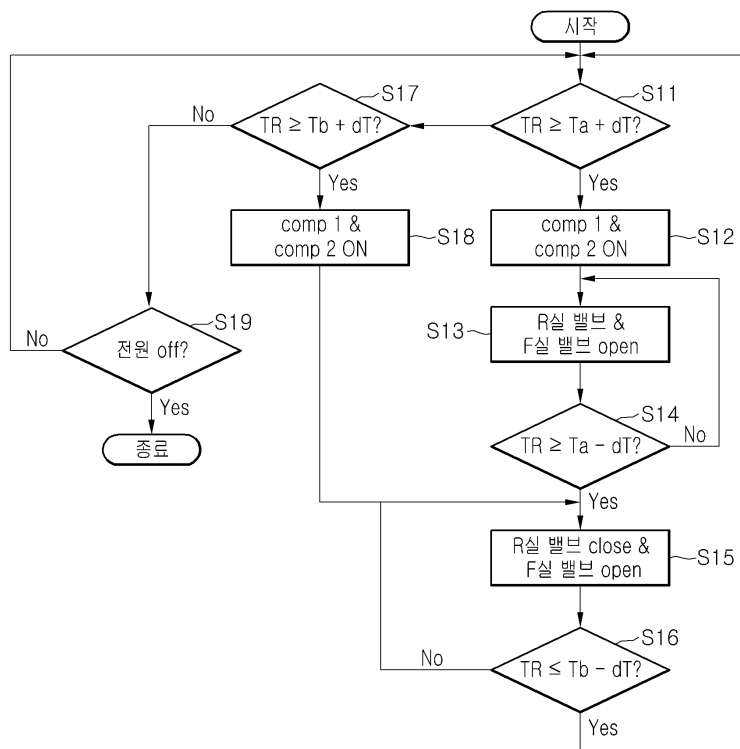 시작
S17
S11
No
TR ≥ Tb + dT?
TR ≥ Ta + dT?
Yes
Yes
comp 1 &
comp 2 ON
S18
comp 1 &
comp 2 ON
S12
S19
No
전원 off?
Yes
종료
S13
R실 밸브 &
F실 밸브 open
S14
TR ≥ Ta − dT?
No
Yes
R실 밸브 close &
F실 밸브 open
S15
S16
No
TR ≤ Tb − dT?
Yes